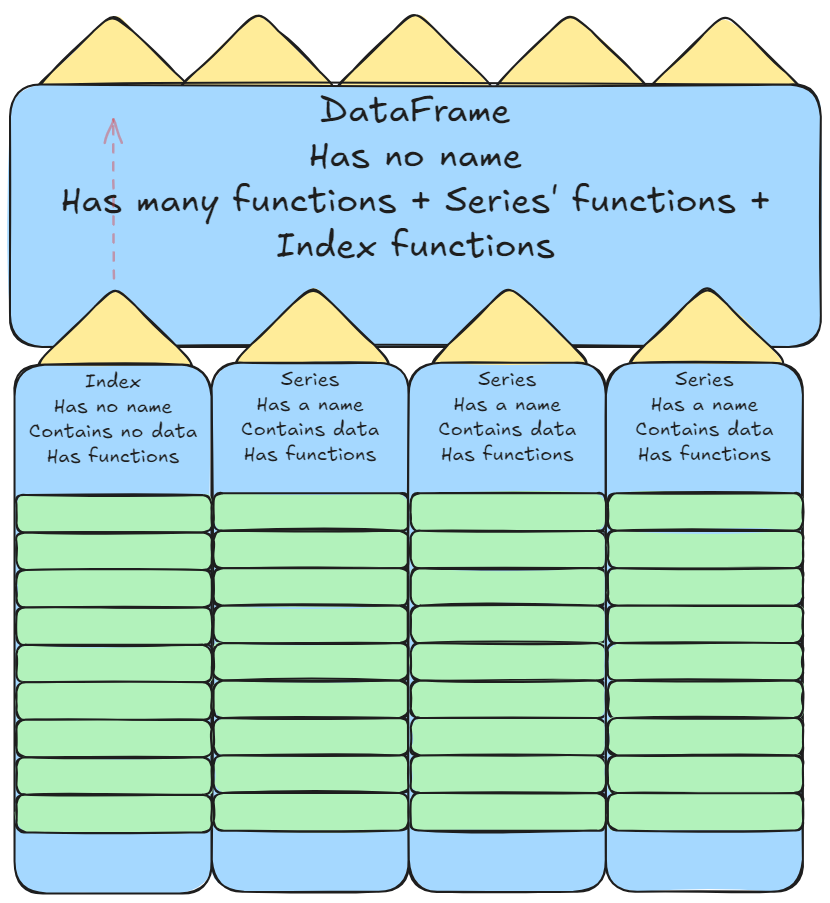 DataFrame
Has no name
Has many functions + Series' functions +
Index functions
Index
Has no name
Contains no data
Has functions
Series
Has a name
Contains data
Has functions
Series
Has a name
Contains data
Has functions
Series
Has a name
Contains data
Has functions